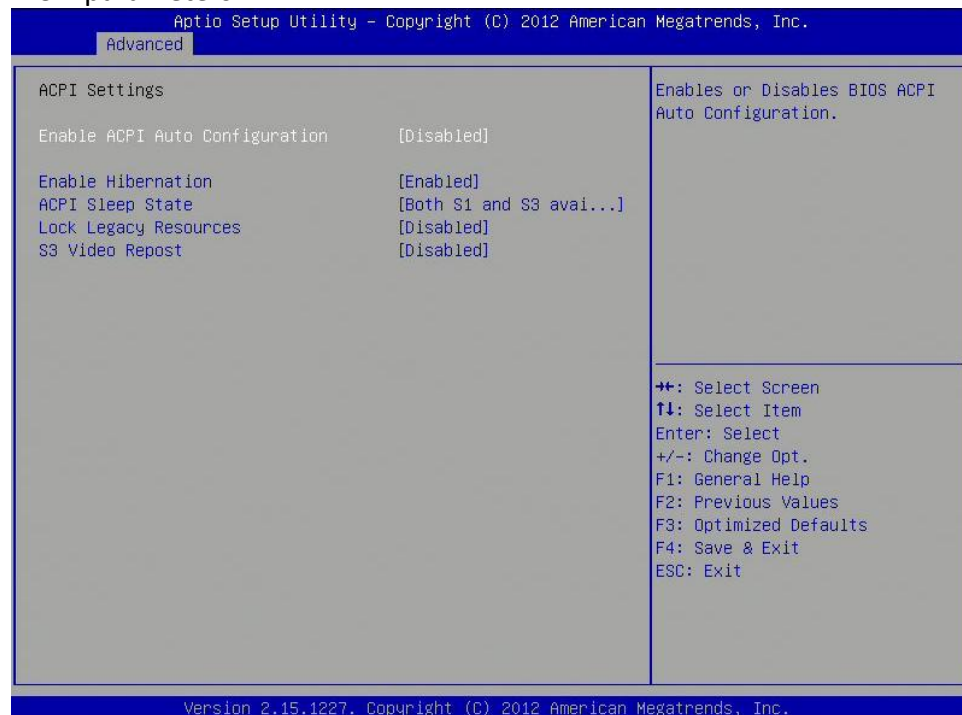 Aptio Setup Utility – Copyright (C) 2012 American Megatrends, Inc.
Advanced
ACPI Settings
Enable ACPI Auto Configuration [Disabled]
Enable Hibernation [Enabled]
ACPI Sleep State [Both S1 and S3 avai...]
Lock Legacy Resources [Disabled]
S3 Video Repost [Disabled]
Enables or Disables BIOS ACPI
Auto Configuration.
→←: Select Screen
↑↓: Select Item
Enter: Select
+/-: Change Opt.
F1: General Help
F2: Previous Values
F3: Optimized Defaults
F4: Save & Exit
ESC: Exit
Version 2.15.1227. Copyright (C) 2012 American Megatrends, Inc.